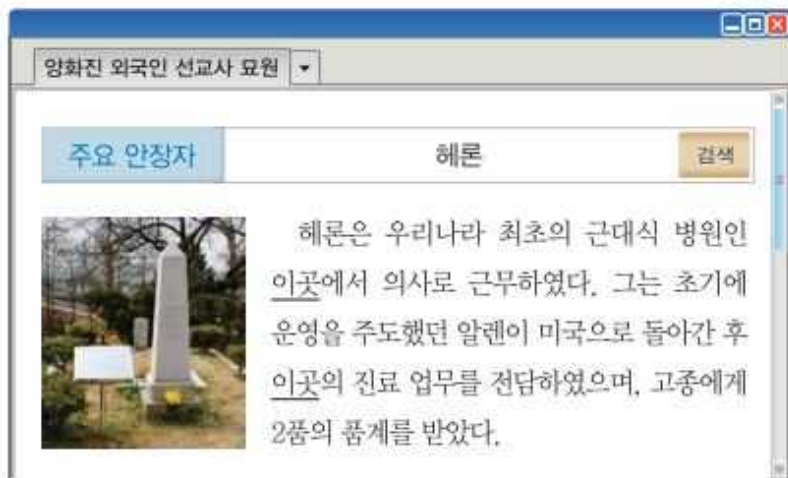 양화진 외국인 선교사 묘원
주요 안장자 헤론 검색
헤론은 우리나라 최초의 근대식 병원인
이곳에서 의사로 근무하였다. 그는 초기에
운영을 주도했던 알렌이 미국으로 돌아간 후
이곳의 진료 업무를 전담하였으며, 고종에게
2품의 품계를 받았다.